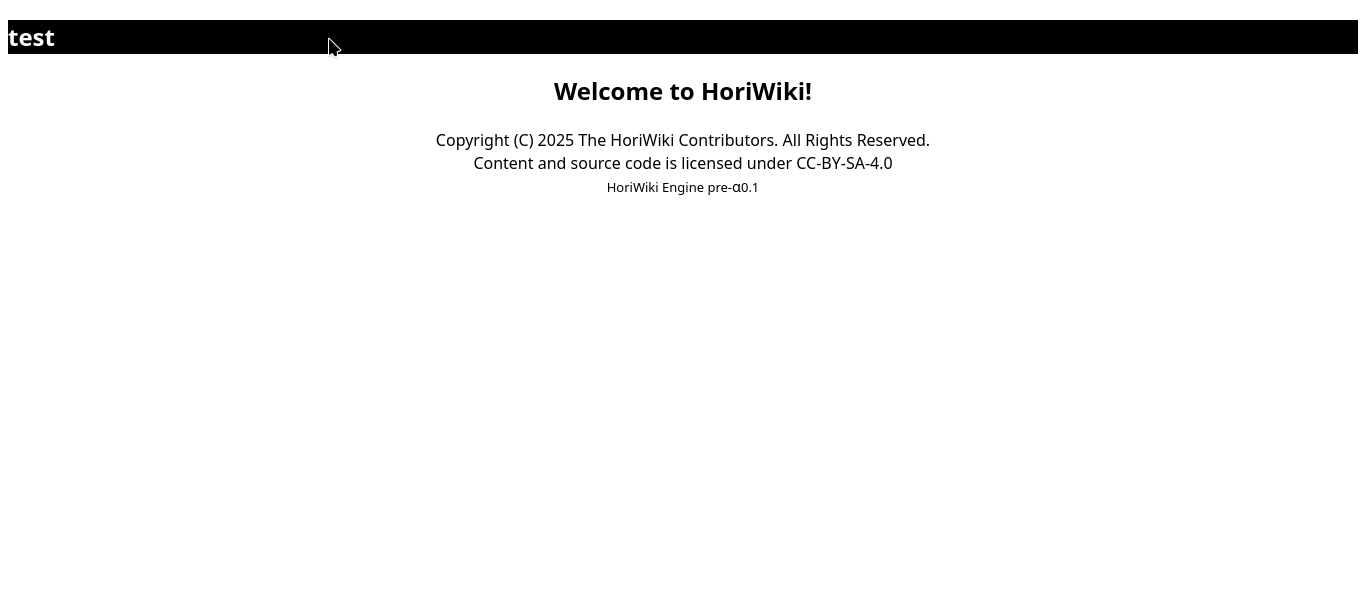 test
Welcome to HoriWiki!
Copyright (C) 2025 The HoriWiki Contributors. All Rights Reserved.
Content and source code is licensed under CC-BY-SA-4.0
HoriWiki Engine pre-α0.1